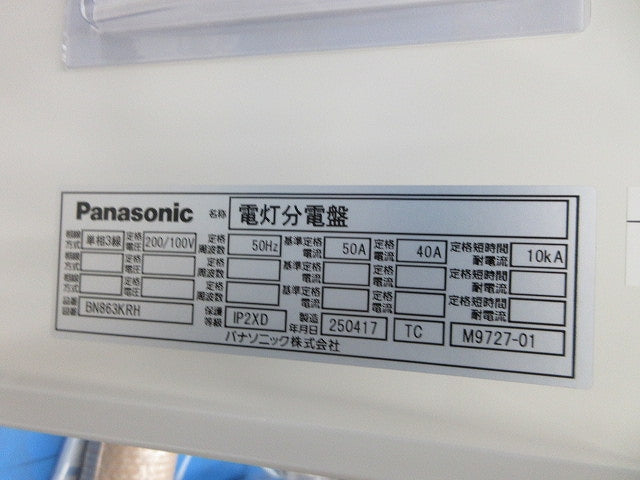 Panasonic 名称 電灯分電盤
相線方式 単相3線 定格電圧 200/100V 定格周波数 50Hz 基準定格電流 50A 定格電流 40A 定格短時間耐電流 10kA
相線方式 定格電圧 定格周波数 基準定格電流 定格電流 定格短時間耐電流
相線方式 定格電圧 定格周波数 基準定格電流 定格電流 定格短時間耐電流
品番 BN863KRH 保護等級 IP2XD 製造年月日 250417 TC M9727-01
パナソニック株式会社